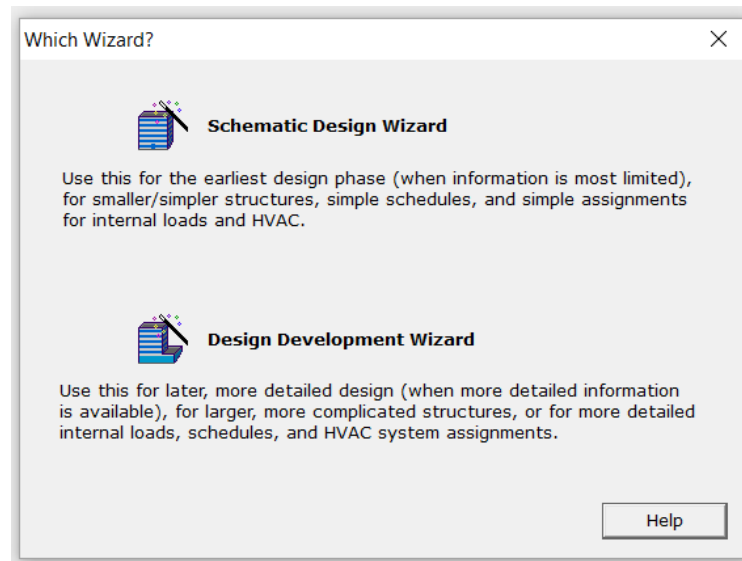 Which Wizard?
Schematic Design Wizard
Use this for the earliest design phase (when information is most limited),
for smaller/simpler structures, simple schedules, and simple assignments
for internal loads and HVAC.
Design Development Wizard
Use this for later, more detailed design (when more detailed information
is available), for larger, more complicated structures, or for more detailed
internal loads, schedules, and HVAC system assignments.
Help